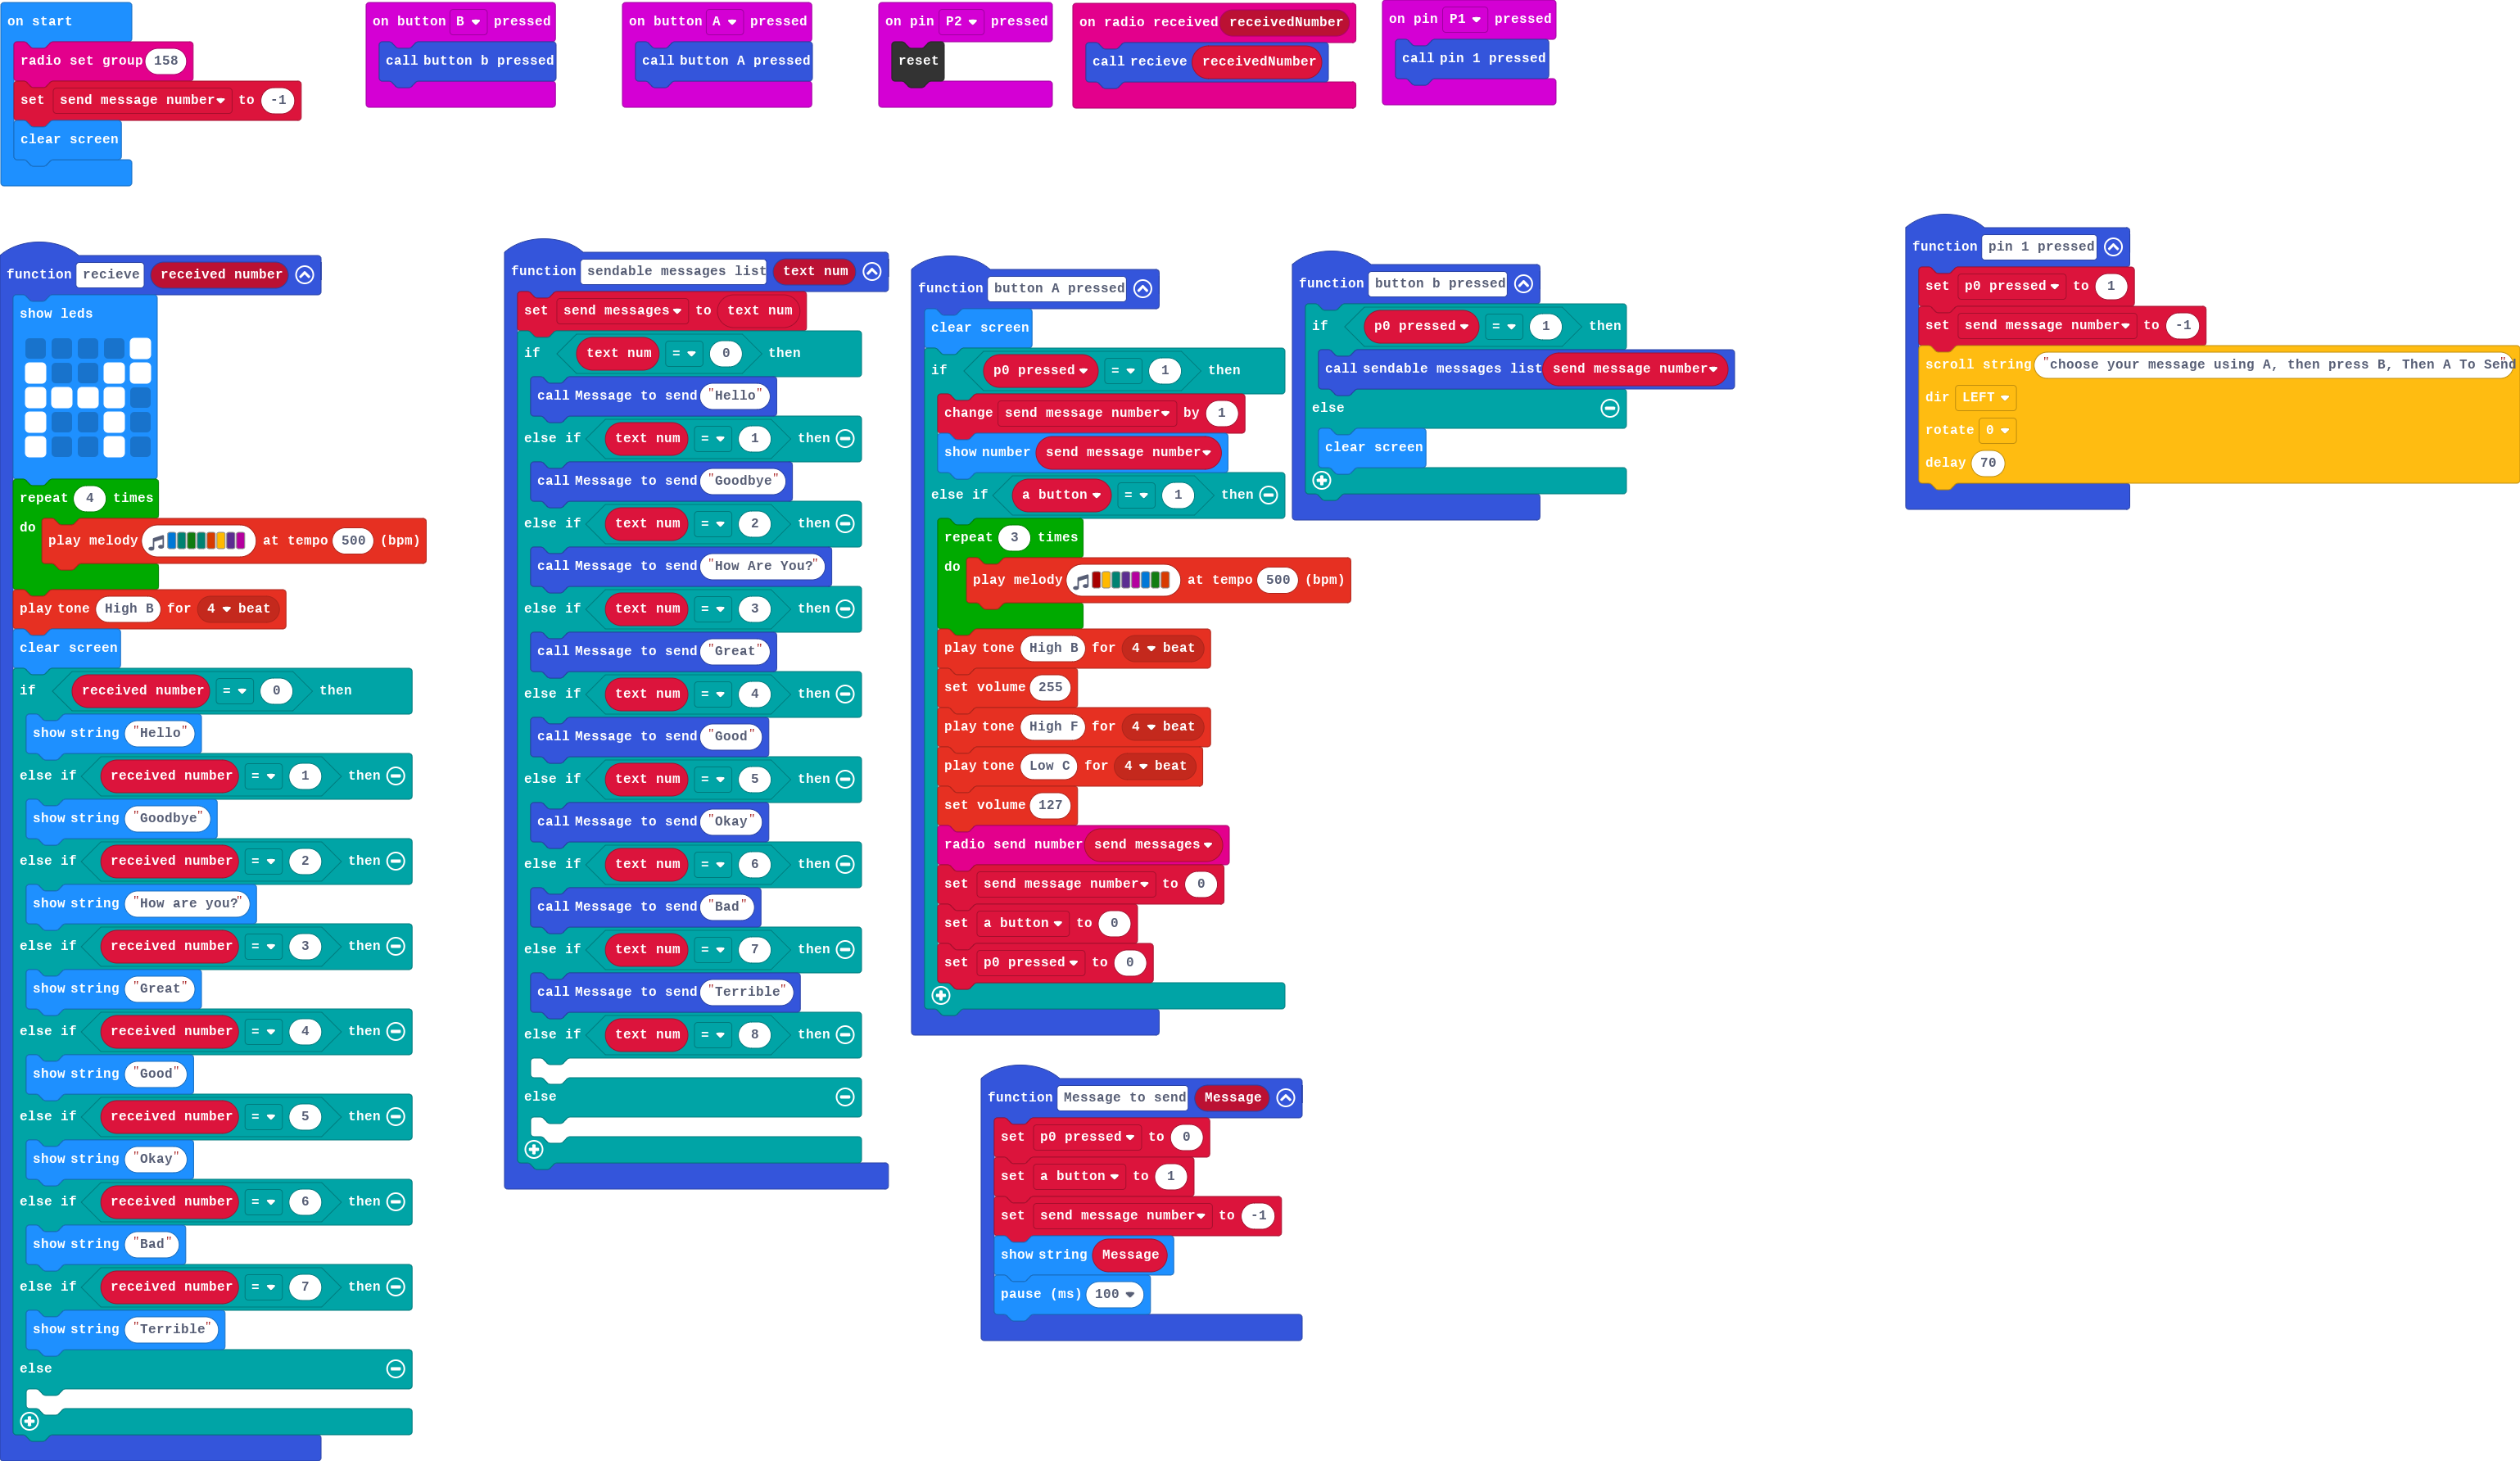 on start
radio set group 158
set send message number to -1
clear screen
on button B pressed
call button b pressed
on button A pressed
call button A pressed
on pin P2 pressed
reset
on radio received receivedNumber
call recieve receivedNumber
on pin P1 pressed
call pin 1 pressed
function recieve received number
show leds
repeat 4 times
do play melody at tempo 500 (bpm)
play tone High B for 4 beat
clear screen
if received number = 0 then
show string "Hello"
else if received number = 1 then
show string "Goodbye"
else if received number = 2 then
show string "How are you?"
else if received number = 3 then
show string "Great"
else if received number = 4 then
show string "Good"
else if received number = 5 then
show string "Okay"
else if received number = 6 then
show string "Bad"
else if received number = 7 then
show string "Terrible"
else
function sendable messages list text num
set send messages to text num
if text num = 0 then
call Message to send "Hello"
else if text num = 1 then
call Message to send "Goodbye"
else if text num = 2 then
call Message to send "How Are You?"
else if text num = 3 then
call Message to send "Great"
else if text num = 4 then
call Message to send "Good"
else if text num = 5 then
call Message to send "Okay"
else if text num = 6 then
call Message to send "Bad"
else if text num = 7 then
call Message to send "Terrible"
else if text num = 8 then
else
function button A pressed
clear screen
if p0 pressed = 1 then
change send message number by 1
show number send message number
else if a button = 1 then
repeat 3 times
do play melody at tempo 500 (bpm)
play tone High B for 4 beat
set volume 255
play tone High F for 4 beat
play tone Low C for 4 beat
set volume 127
radio send number send messages
set send message number to 0
set a button to 0
set p0 pressed to 0
function button b pressed
if p0 pressed = 1 then
call sendable messages list send message number
else
clear screen
function pin 1 pressed
set p0 pressed to 1
set send message number to -1
scroll string "choose your message using A, then press B, Then A To Send"
dir LEFT
rotate 0
delay 70
function Message to send Message
set p0 pressed to 0
set a button to 1
set send message number to -1
show string Message
pause (ms) 100